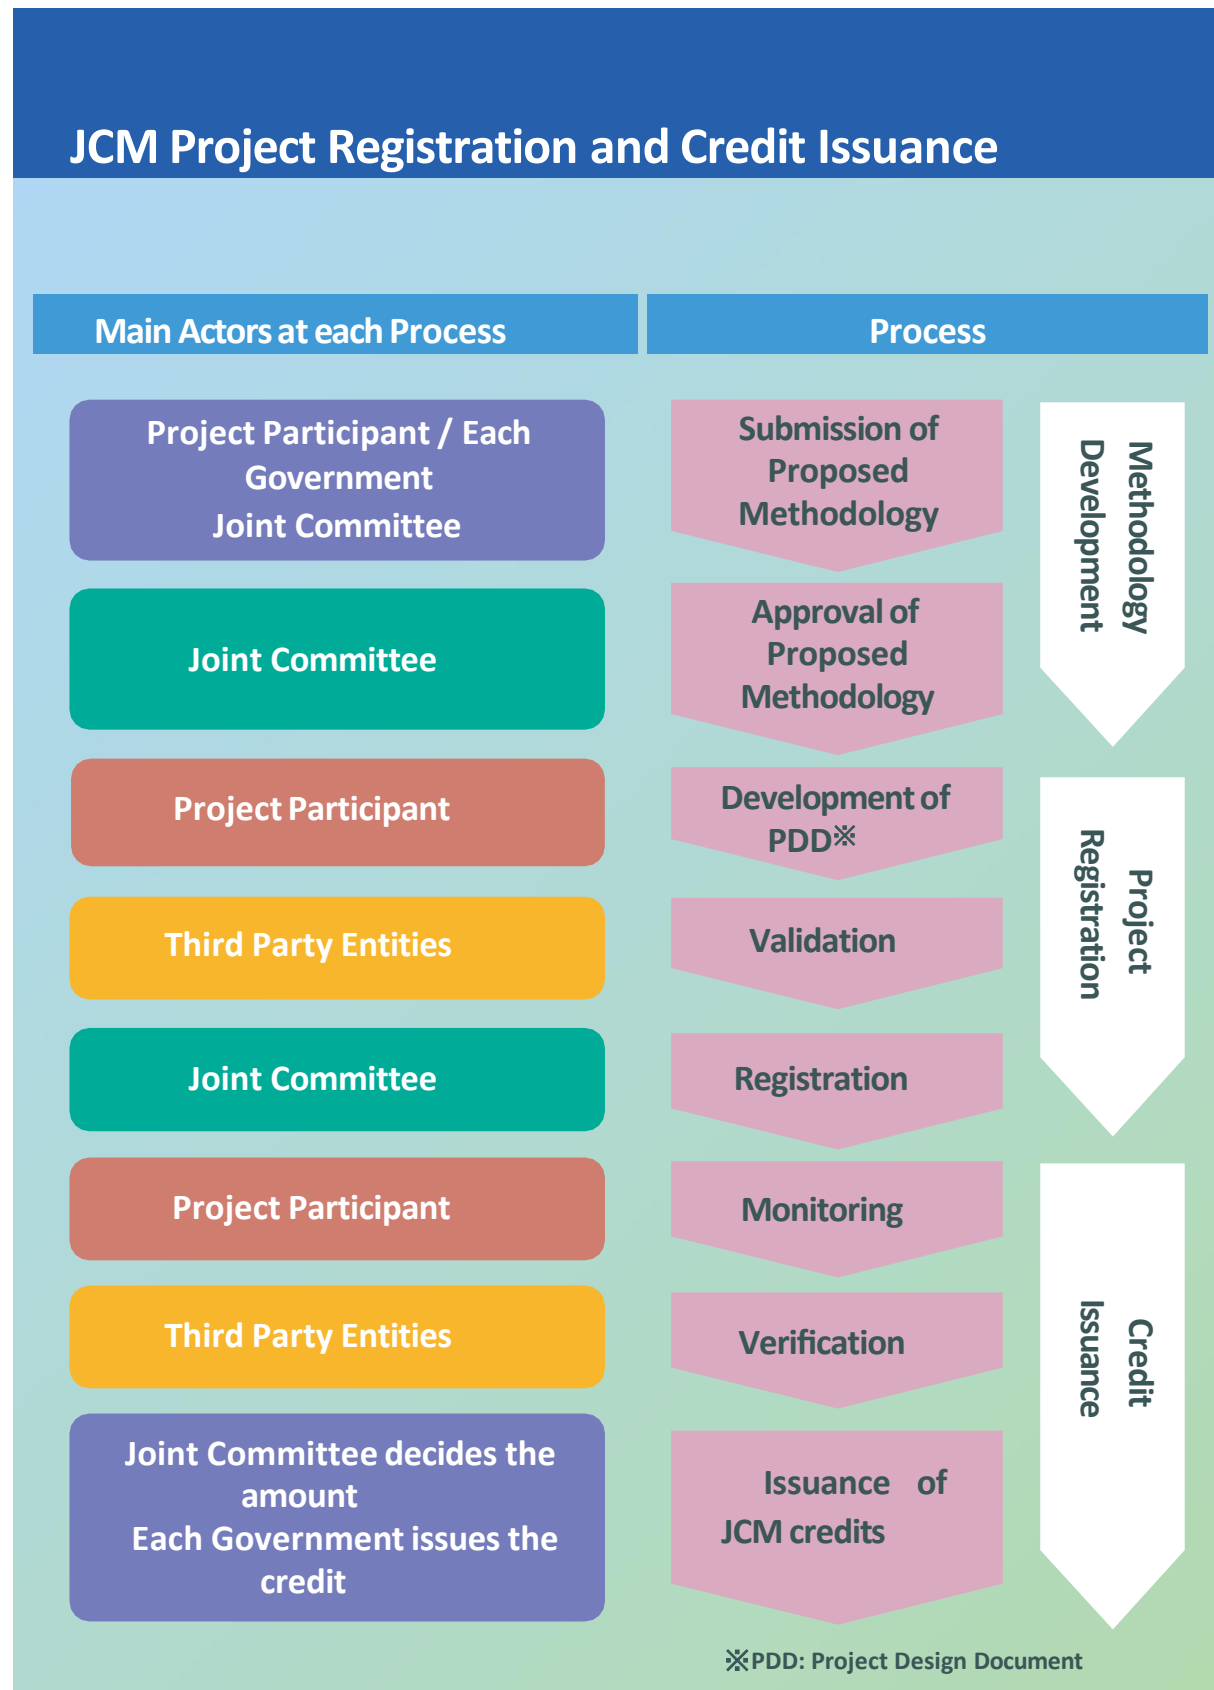 JCM Project Registration and Credit Issuance
Main Actors at each Process
Process
Project Participant / Each
Government
Joint Committee
Submission of
Proposed
Methodology
Methodology
Development
Joint Committee
Approval of
Proposed
Methodology
Project Participant
Development of
PDD※
Project
Registration
Third Party Entities
Validation
Joint Committee
Registration
Project Participant
Monitoring
Credit
Issuance
Third Party Entities
Verification
Joint Committee decides the
amount
Each Government issues the
credit
Issuance of
JCM credits
※PDD: Project Design Document